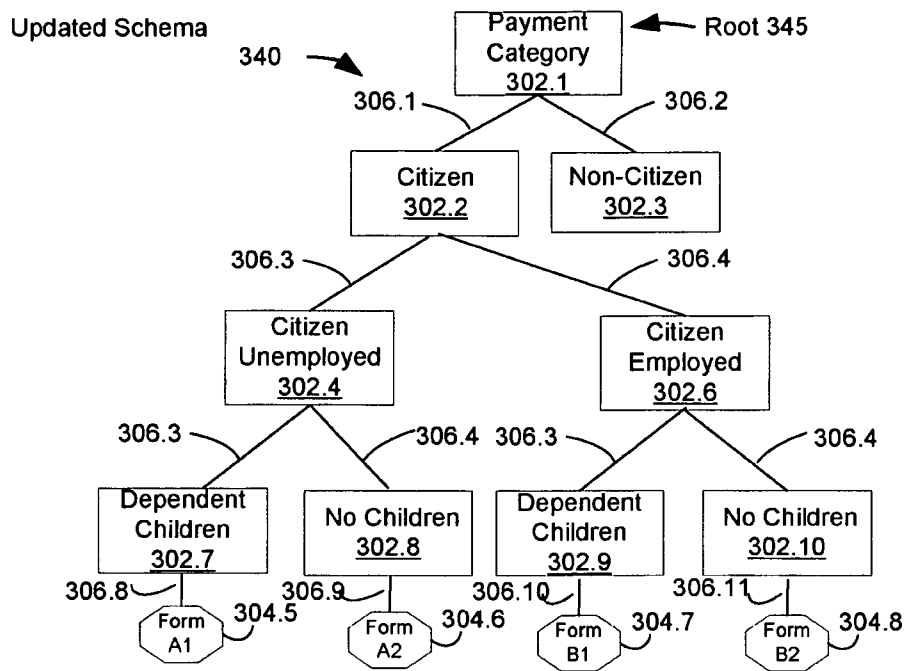 Updated Schema
Payment
Category
302.1
Root 345
340
306.1
306.2
Citizen
302.2
Non-Citizen
302.3
306.3
306.4
Citizen
Unemployed
302.4
Citizen
Employed
302.6
306.3
306.4
306.3
306.4
Dependent
Children
302.7
No Children
302.8
Dependent
Children
302.9
No Children
302.10
306.8
306.9
306.10
306.11
Form
A1
304.5
Form
A2
304.6
Form
B1
304.7
Form
B2
304.8